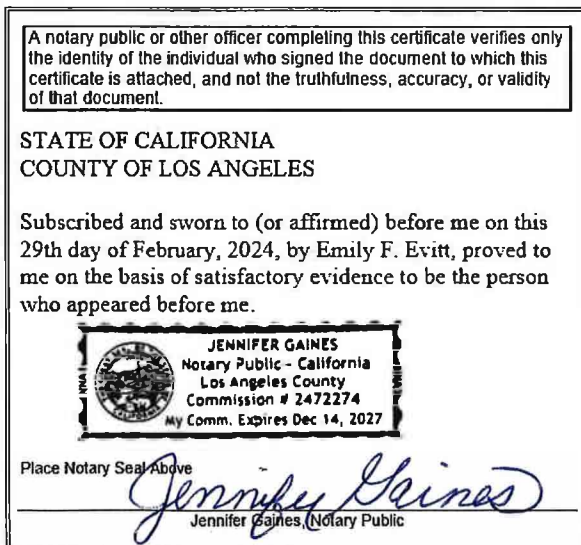 A notary public or other officer completing this certificate verifies only
the identity of the individual who signed the document to which this
certificate is attached, and not the truthfulness, accuracy, or validity
of that document.
STATE OF CALIFORNIA
COUNTY OF LOS ANGELES
Subscribed and sworn to (or affirmed) before me on this
29th day of February, 2024, by Emily F. Evitt, proved to
me on the basis of satisfactory evidence to be the person
who appeared before me.
JENNIFER GAINES
Notary Public - California
Los Angeles County
Commission # 2472274
My Comm. Expires Dec 14, 2027
Place Notary Seal Above
Jennifer Gaines
Jennifer Gaines, Notary Public